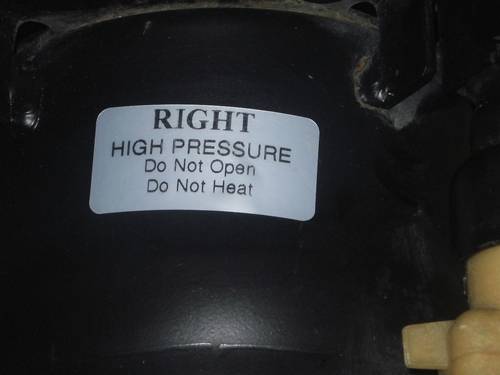 RIGHT
HIGH PRESSURE
Do Not Open
Do Not Heat